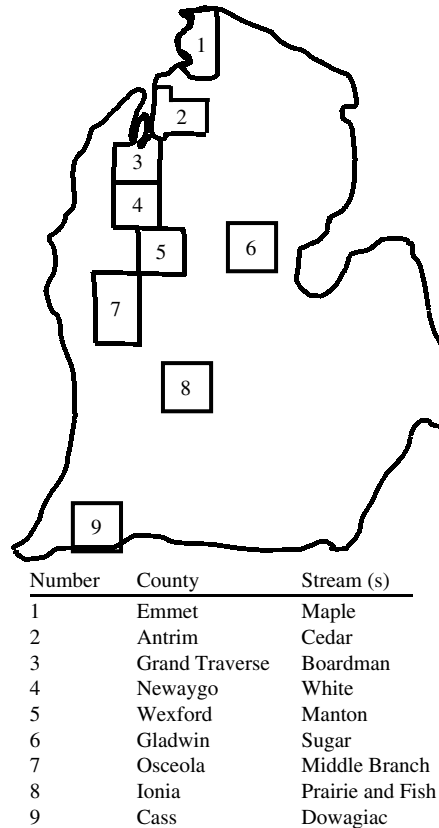 1
2
3
4
5
6
7
8
9
Number County Stream (s)
1 Emmet Maple
2 Antrim Cedar
3 Grand Traverse Boardman
4 Newaygo White
5 Wexford Manton
6 Gladwin Sugar
7 Osceola Middle Branch
8 Ionia Prairie and Fish
9 Cass Dowagiac